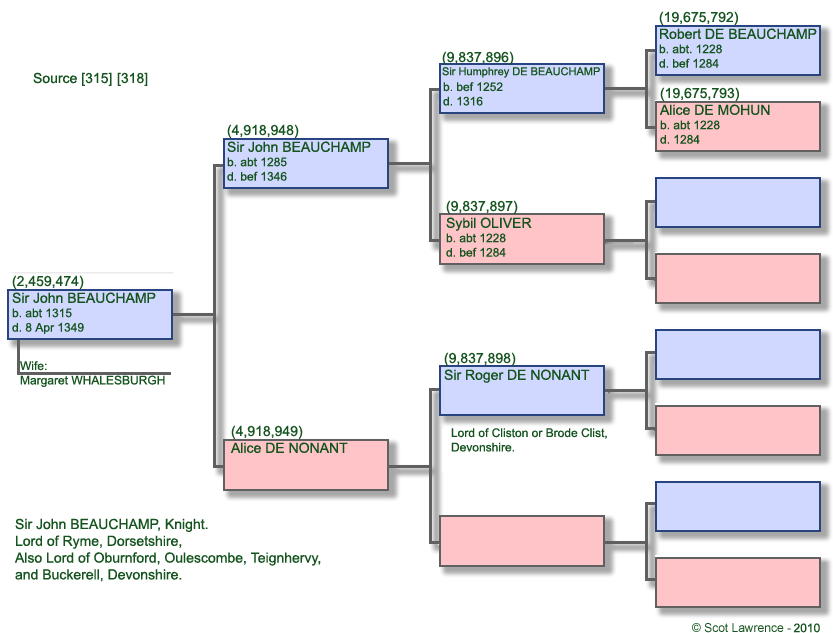 (19,675,792)
Robert DE BEAUCHAMP
b. abt. 1228
d. bef 1284
(9,837,896)
Sir Humphrey DE BEAUCHAMP
b. bef 1252
d. 1316
Source [315] [318]
(19,675,793)
Alice DE MOHUN
b. abt 1228
d. 1284
(4,918,948)
Sir John BEAUCHAMP
b. abt 1285
d. bef 1346
(9,837,897)
Sybil OLIVER
b. abt 1228
d. bef 1284
(2,459,474)
Sir John BEAUCHAMP
b. abt 1315
d. 8 Apr 1349
Wife:
Margaret WHALESBURGH
(9,837,898)
Sir Roger DE NONANT
Lord of Cliston or Brode Clist,
Devonshire.
(4,918,949)
Alice DE NONANT
Sir John BEAUCHAMP, Knight.
Lord of Ryme, Dorsetshire,
Also Lord of Oburnford, Oulescombe, Teignhervy,
and Buckerell, Devonshire.
© Scot Lawrence - 2010